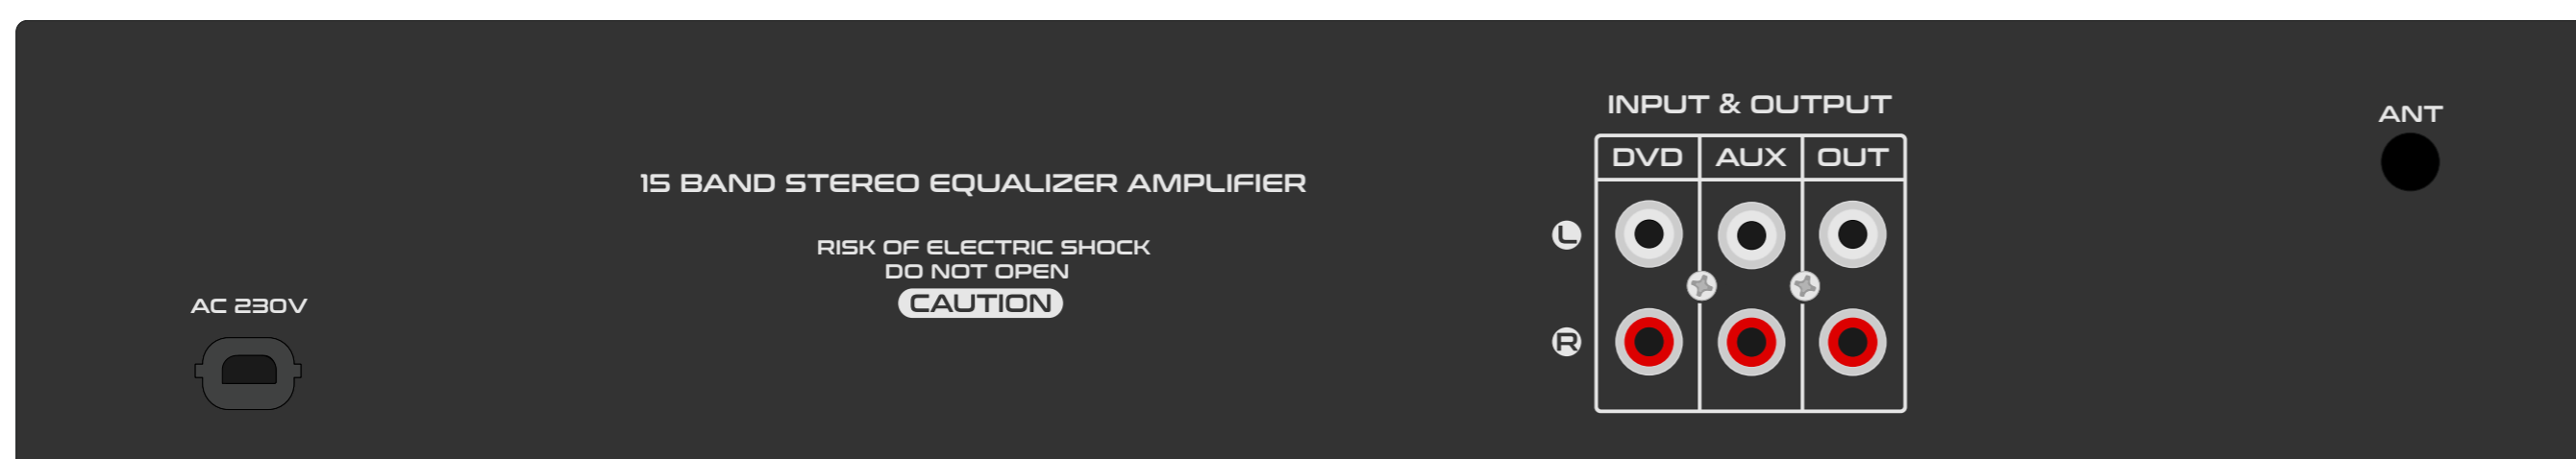 INPUT & OUTPUT
ANT
DVD AUX OUT
15 BAND STEREO EQUALIZER AMPLIFIER
L
RISK OF ELECTRIC SHOCK
DO NOT OPEN
CAUTION
AC 230V
R